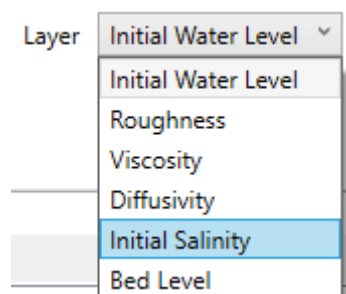 Layer Initial Water Level
Initial Water Level
Roughness
Viscosity
Diffusivity
Initial Salinity
Bed Level